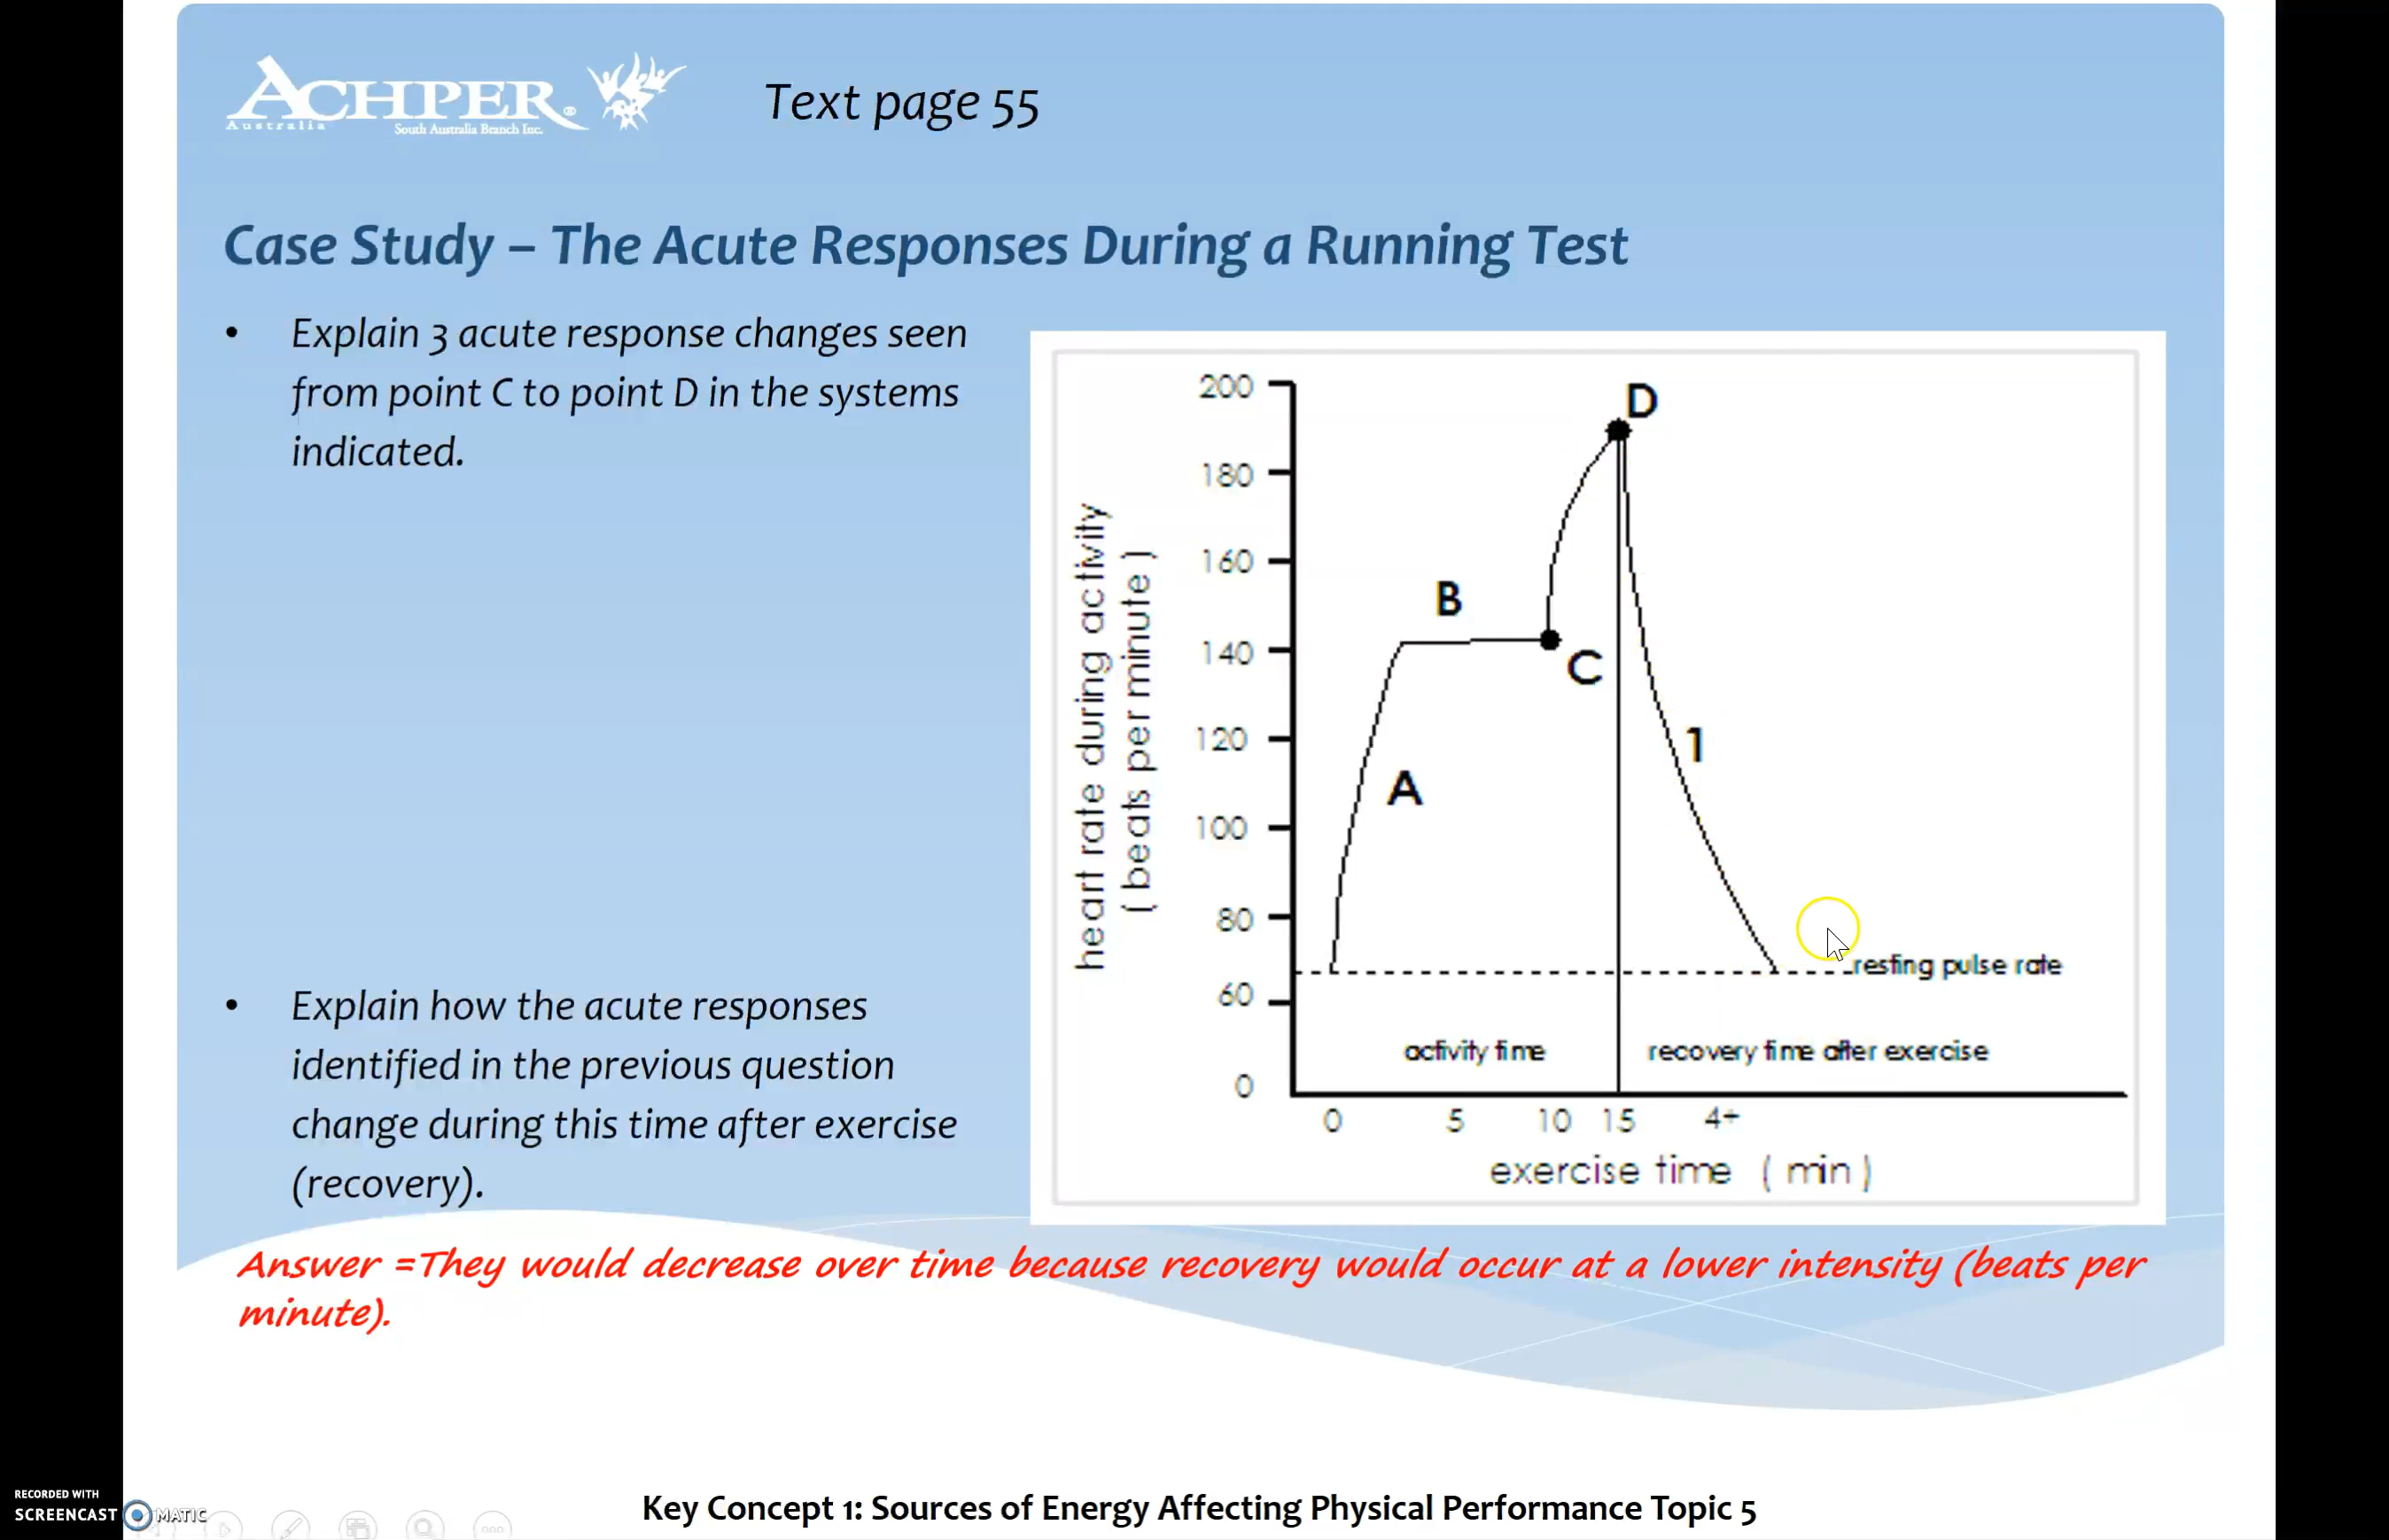 ACHPER®
Australia
South Australia Branch Inc.
Text page 55
Case Study – The Acute Responses During a Running Test
• Explain 3 acute response changes seen
from point C to point D in the systems
indicated.
• Explain how the acute responses
identified in the previous question
change during this time after exercise
(recovery).
heart rate during activity
( beats per minute )
200
180
160
140
120
100
80
60
0
A
B
C
D
1
resting pulse rate
activity time
recovery time after exercise
0 5 10 15 4+
exercise time ( min )
Answer =They would decrease over time because recovery would occur at a lower intensity (beats per
minute).
Key Concept 1: Sources of Energy Affecting Physical Performance Topic 5
RECORDED WITH
SCREENCAST MATIC